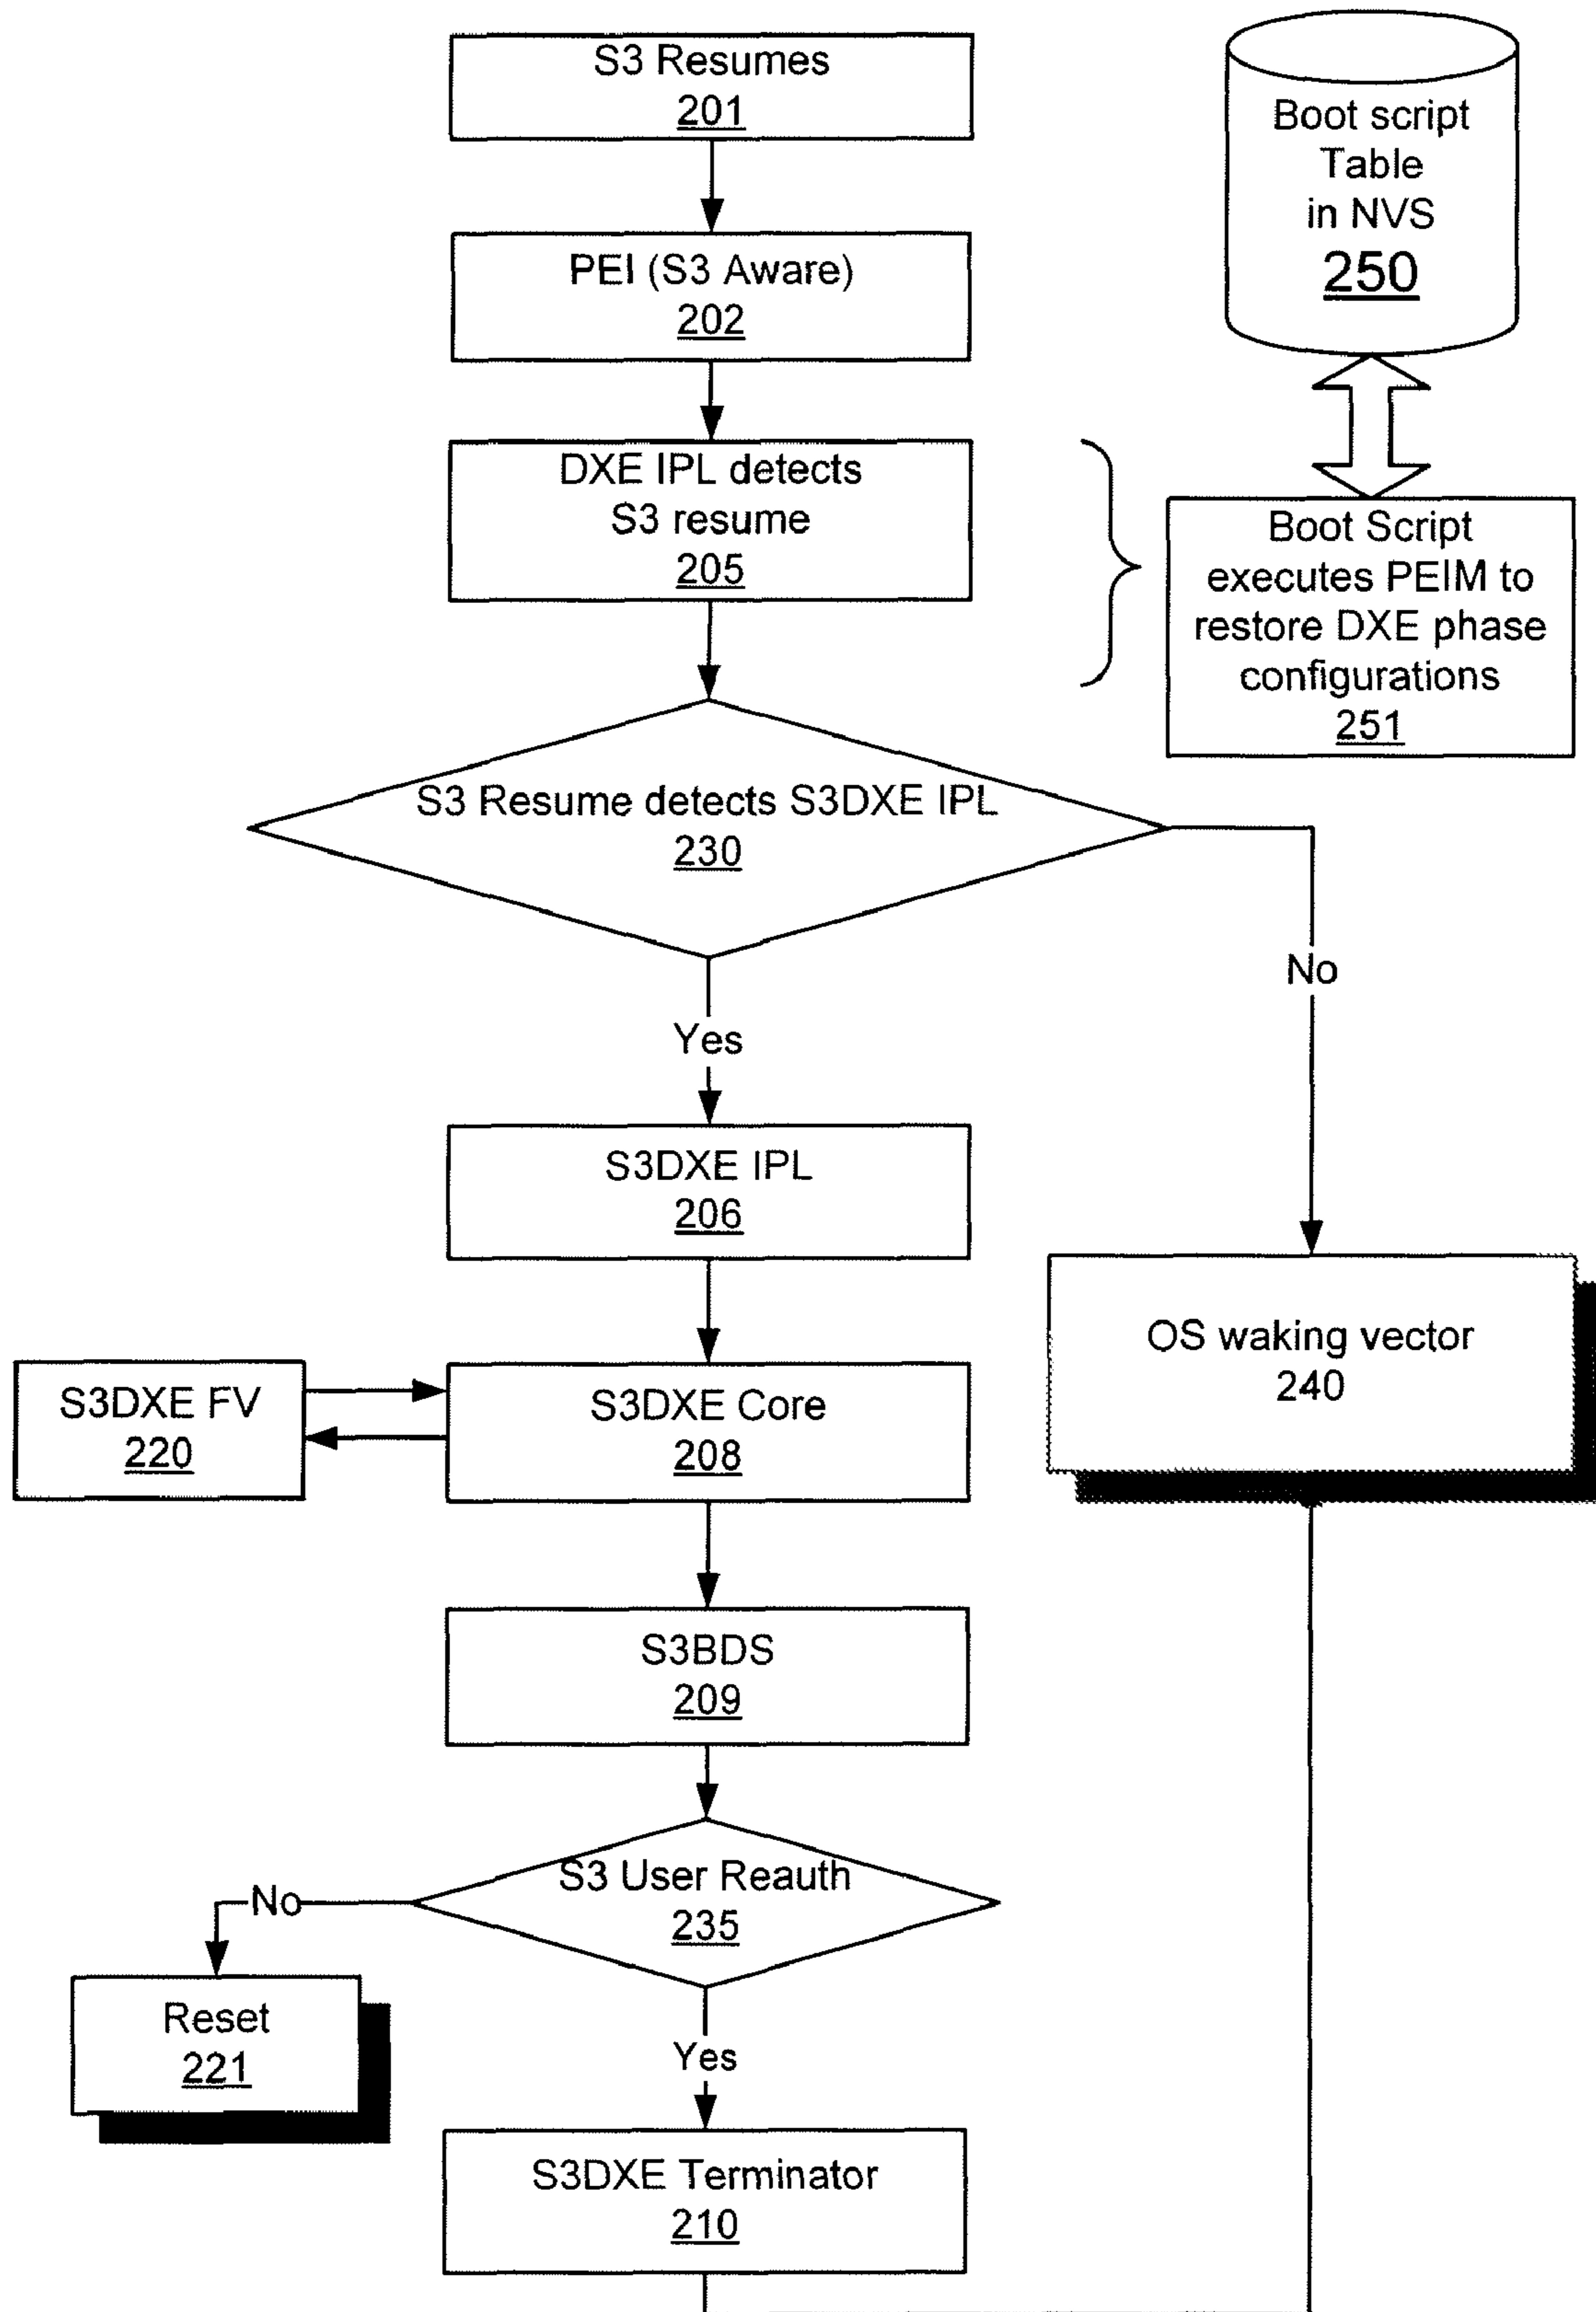 S3 Resumes
201
Boot script
Table
in NVS
250
PEI (S3 Aware)
202
DXE IPL detects
S3 resume
205
Boot Script
executes PEIM to
restore DXE phase
configurations
251
S3 Resume detects S3DXE IPL
230
No
Yes
S3DXE IPL
206
OS waking vector
240
S3DXE FV
220
S3DXE Core
208
S3BDS
209
S3 User Reauth
235
No
Reset
221
Yes
S3DXE Terminator
210